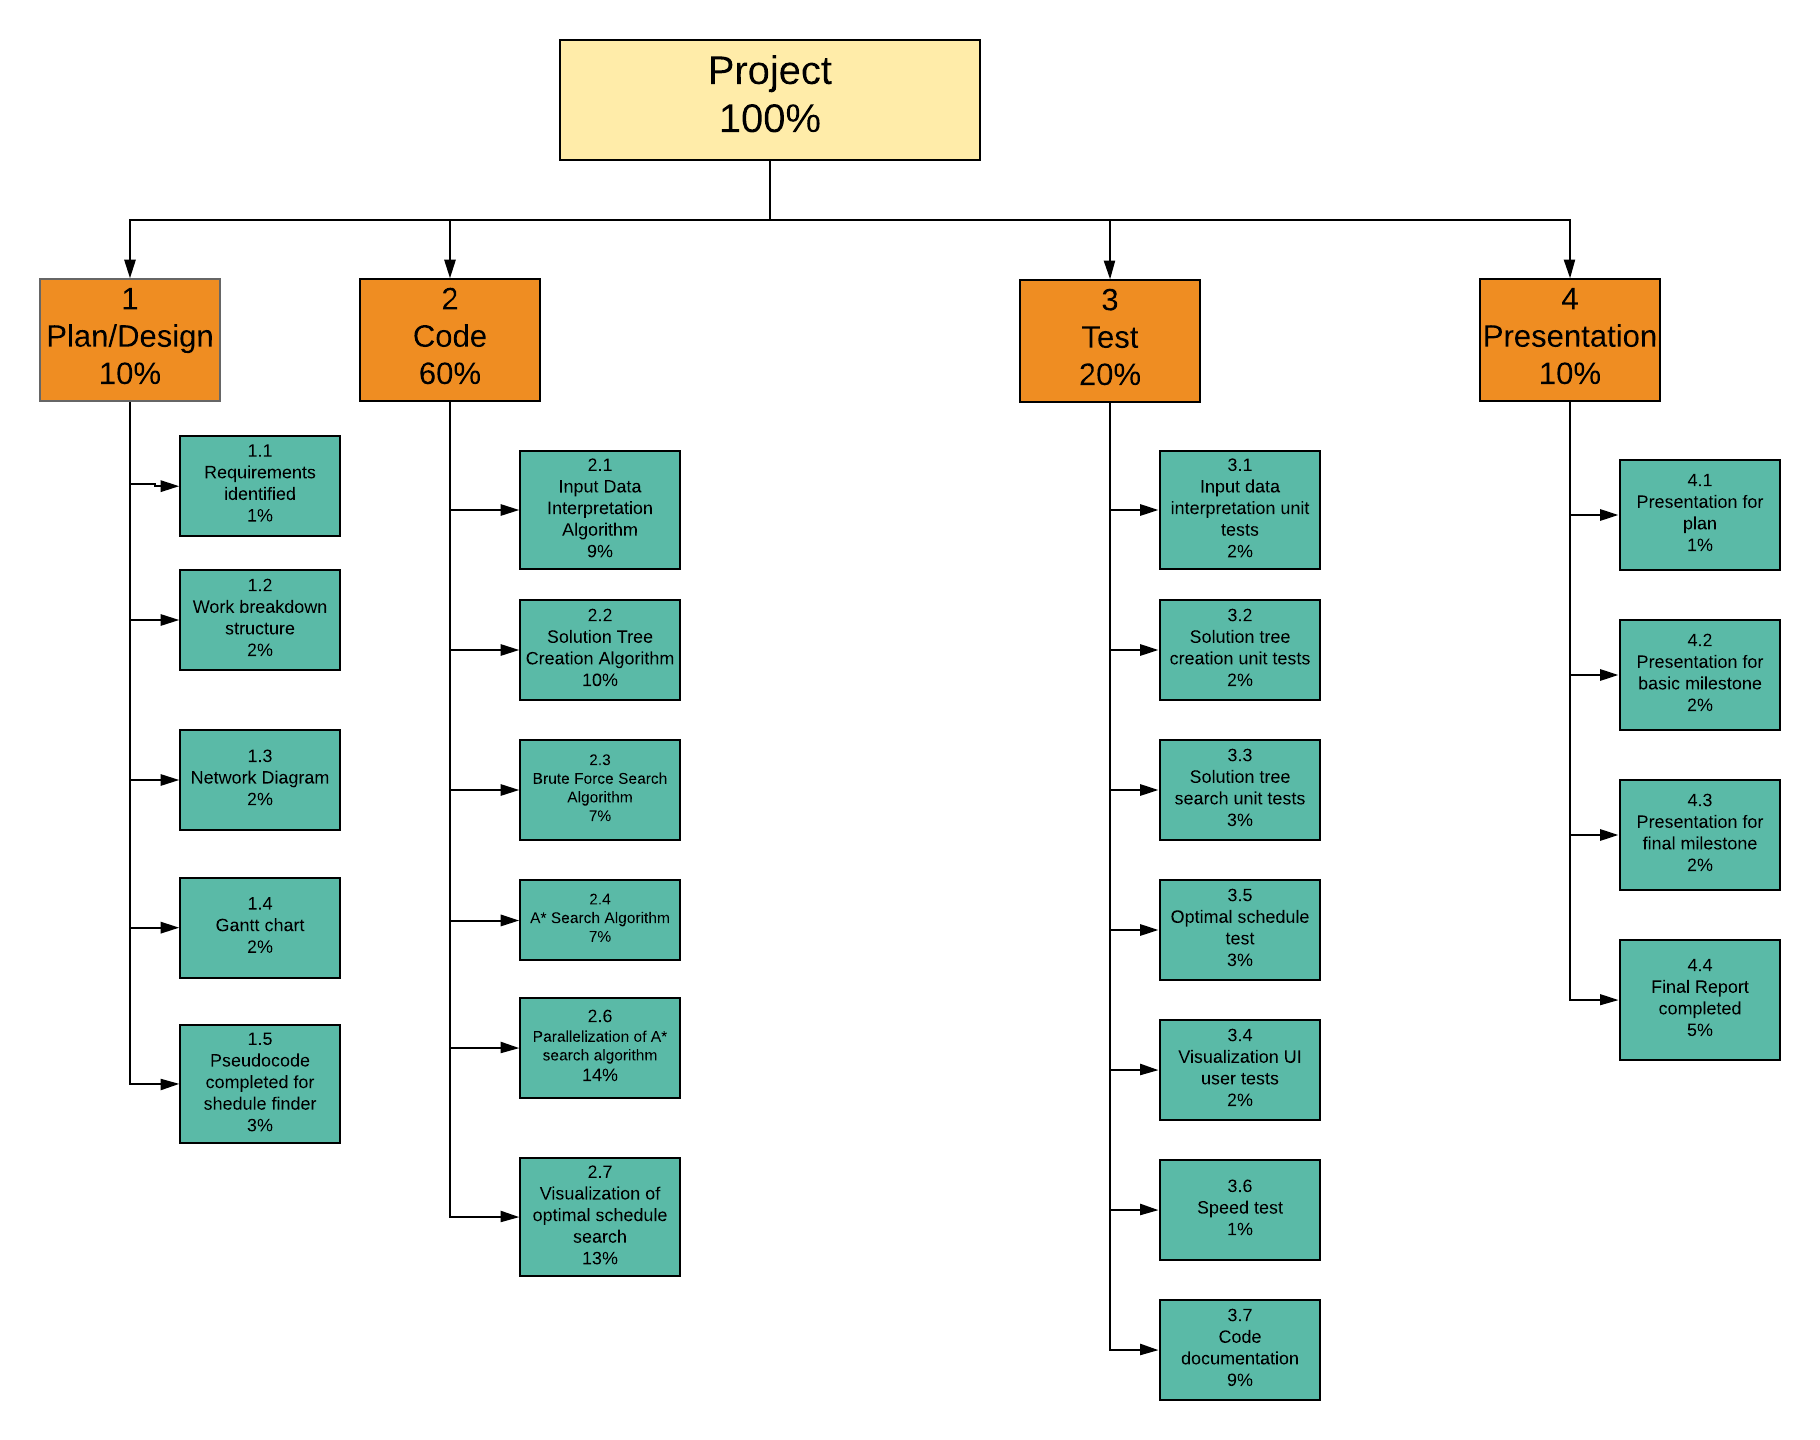 Project
100%
1
Plan/Design
10%
2
Code
60%
3
Test
20%
4
Presentation
10%
1.1
Requirements
identified
1%
1.2
Work breakdown
structure
2%
1.3
Network Diagram
2%
1.4
Gantt chart
2%
1.5
Pseudocode
completed for
shedule finder
3%
2.1
Input Data
Interpretation
Algorithm
9%
2.2
Solution Tree
Creation Algorithm
10%
2.3
Brute Force Search
Algorithm
7%
2.4
A* Search Algorithm
7%
2.6
Parallelization of A*
search algorithm
14%
2.7
Visualization of
optimal schedule
search
13%
3.1
Input data
interpretation unit
tests
2%
3.2
Solution tree
creation unit tests
2%
3.3
Solution tree
search unit tests
3%
3.5
Optimal schedule
test
3%
3.4
Visualization UI
user tests
2%
3.6
Speed test
1%
3.7
Code
documentation
9%
4.1
Presentation for
plan
1%
4.2
Presentation for
basic milestone
2%
4.3
Presentation for
final milestone
2%
4.4
Final Report
completed
5%